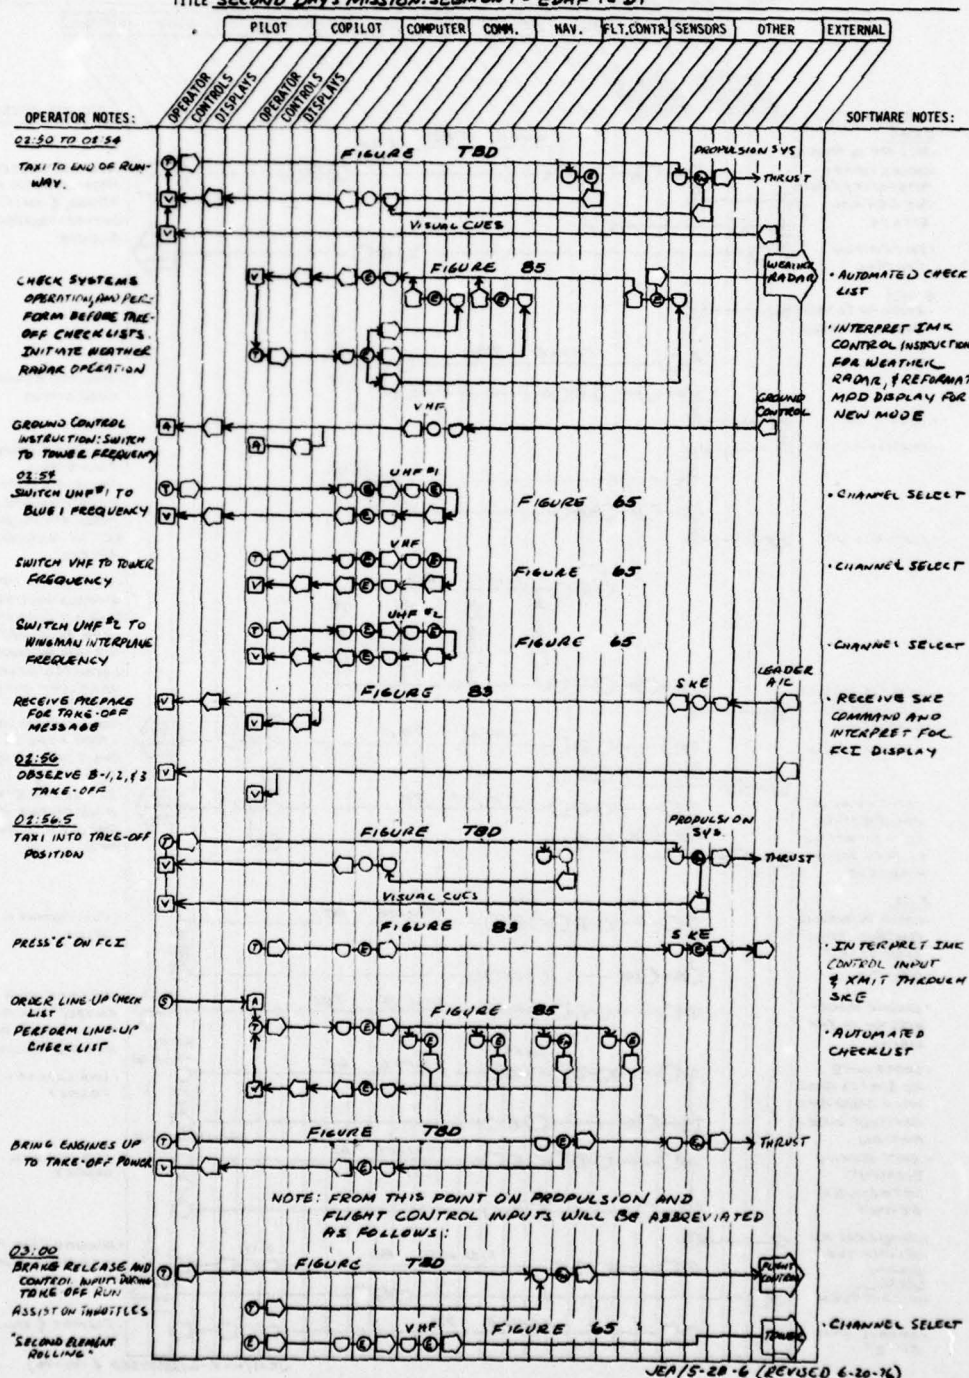 TITLE SECOND DAY'S MISSION: SEGMENT - EDAF TO D1
PILOT COPILOT COMPUTER COMM. NAV. FLT.CONTR. SENSORS OTHER EXTERNAL
OPERATOR CONTROLS DISPLAYS
OPERATOR CONTROLS DISPLAYS
OPERATOR NOTES:
SOFTWARE NOTES:
02:50 TO 02:54
TAXI TO END OF RUN-
WAY.
FIGURE TBD
PROPULSION SYS
THRUST
VISUAL CUES
CHECK SYSTEMS
OPERATION, AND PER-
FORM BEFORE TAKE-
OFF CHECKLISTS.
INITIATE WEATHER
RADAR OPERATION
FIGURE 85
WEATHER
RADAR
· AUTOMATED CHECK
LIST
· INTERPRET IMK
CONTROL INSTRUCTION
FOR WEATHER
RADAR, & REFORMAT
MPD DISPLAY FOR
NEW MODE
GROUND CONTROL
INSTRUCTION: SWITCH
TO TOWER FREQUENCY
VHF
GROUND
CONTROL
02:54
SWITCH UHF #1 TO
BLUE 1 FREQUENCY
UHF #1
FIGURE 65
· CHANNEL SELECT
SWITCH VHF TO TOWER
FREQUENCY
VHF
FIGURE 65
· CHANNEL SELECT
SWITCH UHF #2 TO
WINGMAN INTERPLANE
FREQUENCY
UHF #2
FIGURE 65
· CHANNEL SELECT
RECEIVE PREPARE
FOR TAKE-OFF
MESSAGE
FIGURE 83
SKE
LEADER
A/C
· RECEIVE SKE
COMMAND AND
INTERPRET FOR
FCI DISPLAY
02:56
OBSERVE B-1, 2, & 3
TAKE-OFF
02:56.5
TAXI INTO TAKE-OFF
POSITION
FIGURE TBD
PROPULSION
SYS.
THRUST
VISUAL CUES
PRESS "E" ON FCI
FIGURE 83
SKE
· INTERPRET IMK
CONTROL INPUT
& XMIT THROUGH
SKE
ORDER LINE UP CHECK
LIST
PERFORM LINE-UP
CHECKLIST
FIGURE 85
· AUTOMATED
CHECKLIST
BRING ENGINES UP
TO TAKE-OFF POWER
FIGURE TBD
THRUST
NOTE: FROM THIS POINT ON PROPULSION AND
FLIGHT CONTROL INPUTS WILL BE ABBREVIATED
AS FOLLOWS:
03:00
BRAKE RELEASE AND
CONTROL INPUTS DURING
TAKE OFF RUN
FIGURE TBD
FLIGHT
CONTROL
ASSIST ON THROTTLES
"SECOND ELEMENT
ROLLING"
VHF
FIGURE 65
TOWER
· CHANNEL SELECT
JEA/5-28-6 (REVISED 6-20-76)